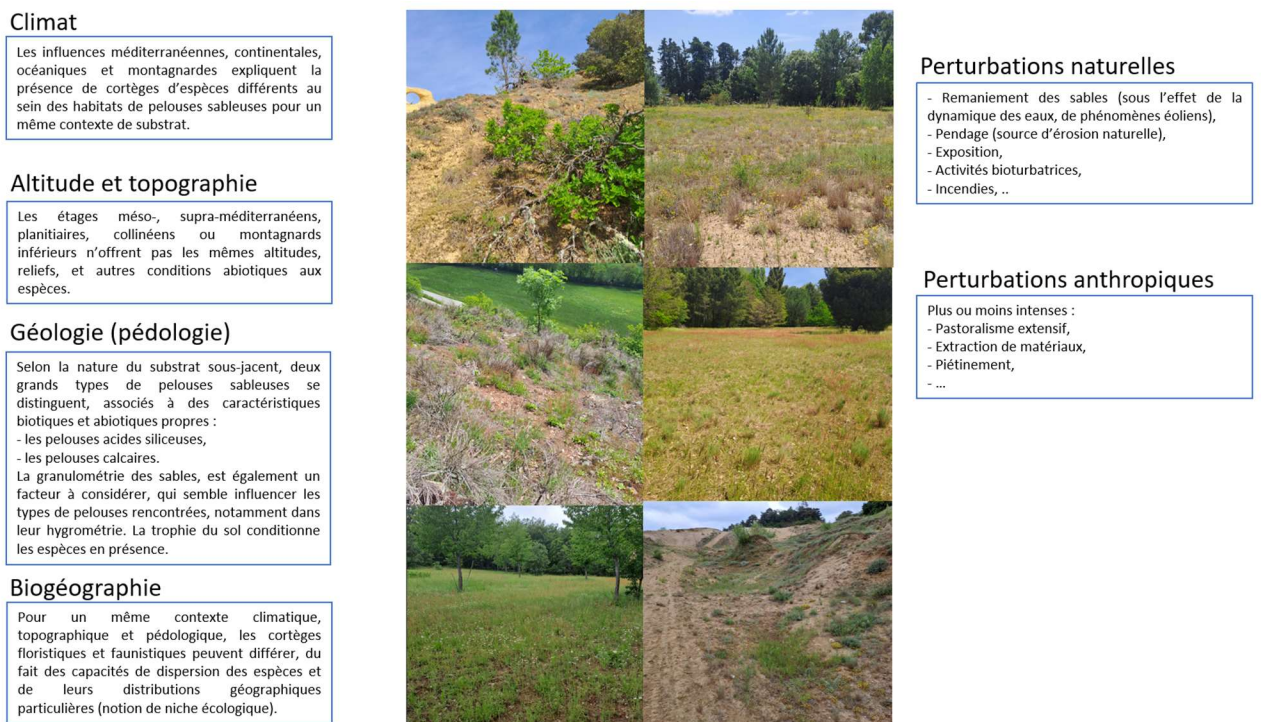 Climat
Les influences méditerranéennes, continentales,
océaniques et montagnardes expliquent la
présence de cortèges d'espèces différents au
sein des habitats de pelouses sableuses pour un
même contexte de substrat.
Altitude et topographie
Les étages méso-, supra-méditerranéens,
planitiaires, collinéens ou montagnards
inférieurs n'offrent pas les mêmes altitudes,
reliefs, et autres conditions abiotiques aux
espèces.
Géologie (pédologie)
Selon la nature du substrat sous-jacent, deux
grands types de pelouses sableuses se
distinguent, associés à des caractéristiques
biotiques et abiotiques propres :
- les pelouses acides siliceuses,
- les pelouses calcaires.
La granulométrie des sables, est également un
facteur à considérer, qui semble influencer les
types de pelouses rencontrées, notamment dans
leur hygrométrie. La trophie du sol conditionne
les espèces en présence.
Biogéographie
Pour un même contexte climatique,
topographique et pédologique, les cortèges
floristiques et faunistiques peuvent différer, du
fait des capacités de dispersion des espèces et
de leurs distributions géographiques
particulières (notion de niche écologique).
Perturbations naturelles
- Remaniement des sables (sous l'effet de la
dynamique des eaux, de phénomènes éoliens),
- Pendage (source d'érosion naturelle),
- Exposition,
- Activités bioturbatrices,
- Incendies, ..
Perturbations anthropiques
Plus ou moins intenses :
- Pastoralisme extensif,
- Extraction de matériaux,
- Piétinement,
- ...